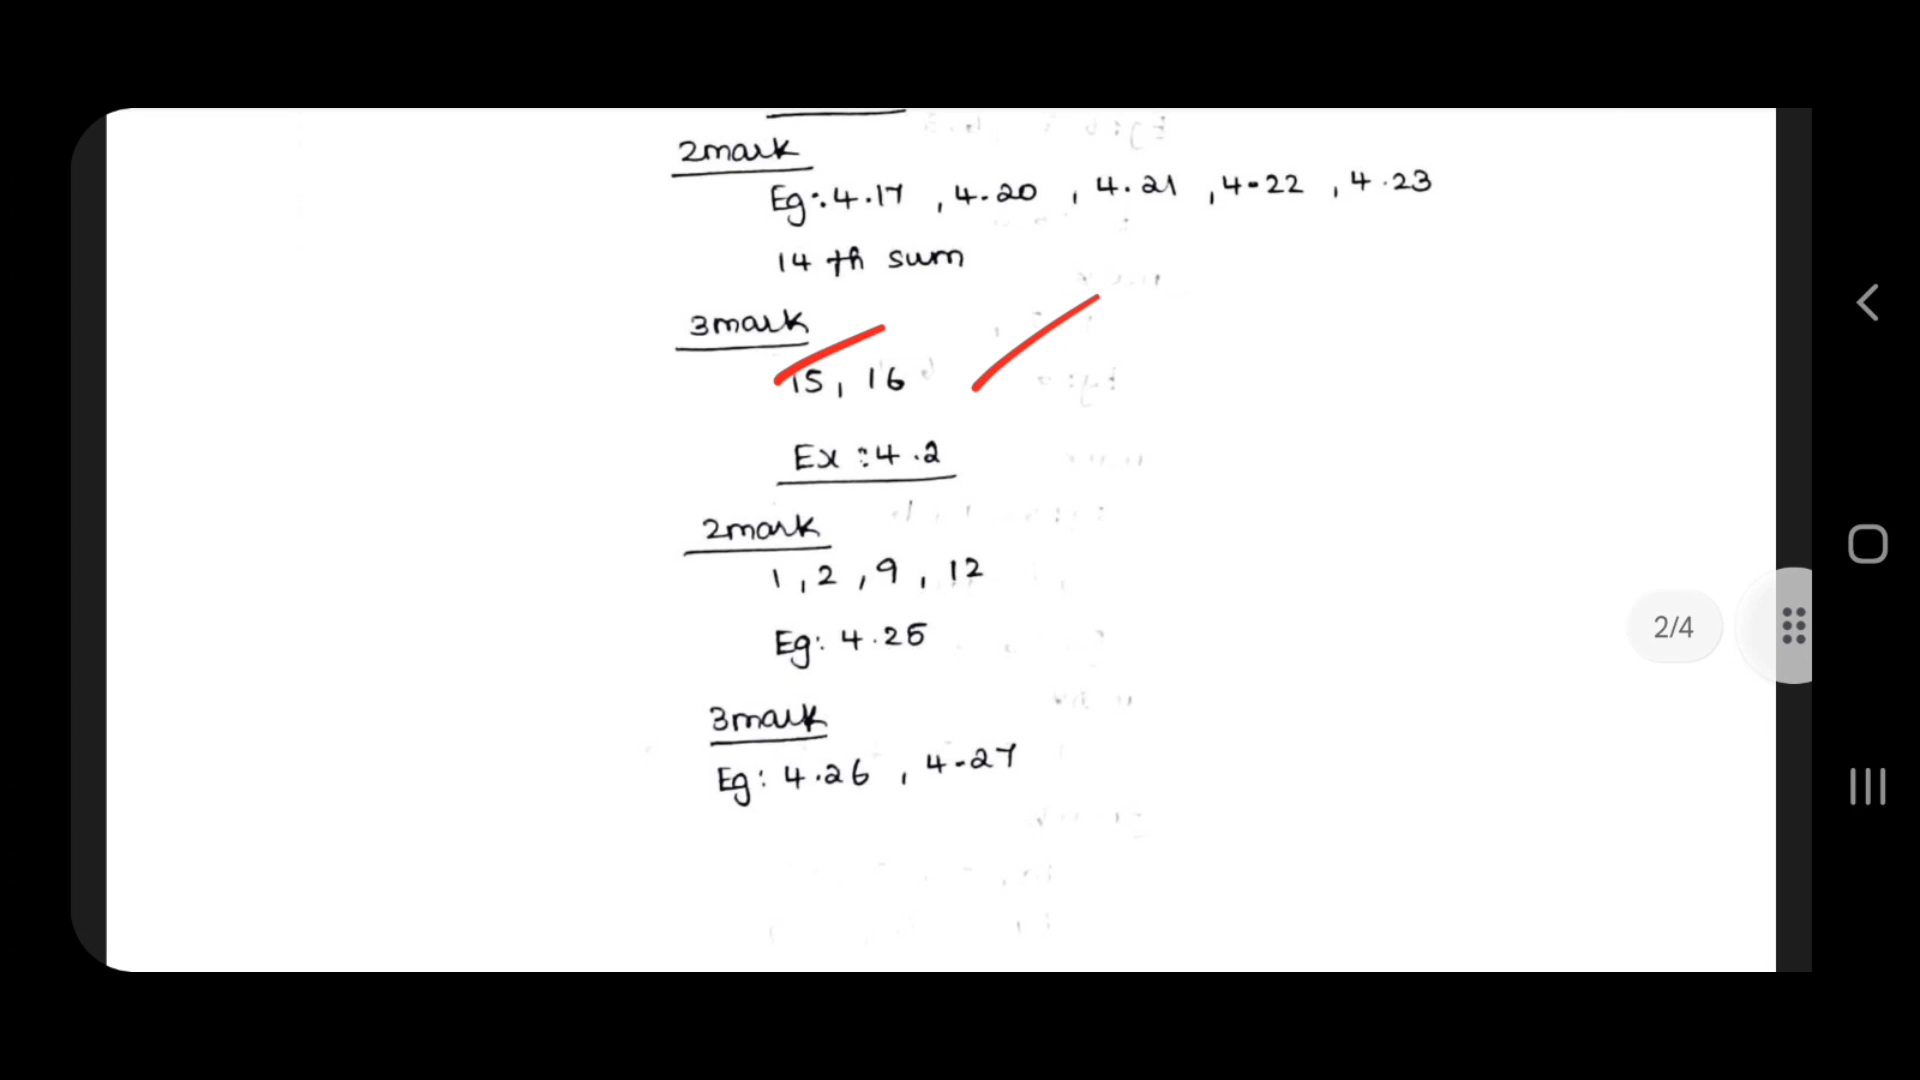 2mark
Eg:4.17 , 4.20 , 4.21 , 4.22 , 4.23
14 th sum
3mark
15, 16
Ex : 4.2
2mark
1 , 2 , 9 , 12
Eg: 4.25
3mark
Eg: 4.26 , 4.27
2/4